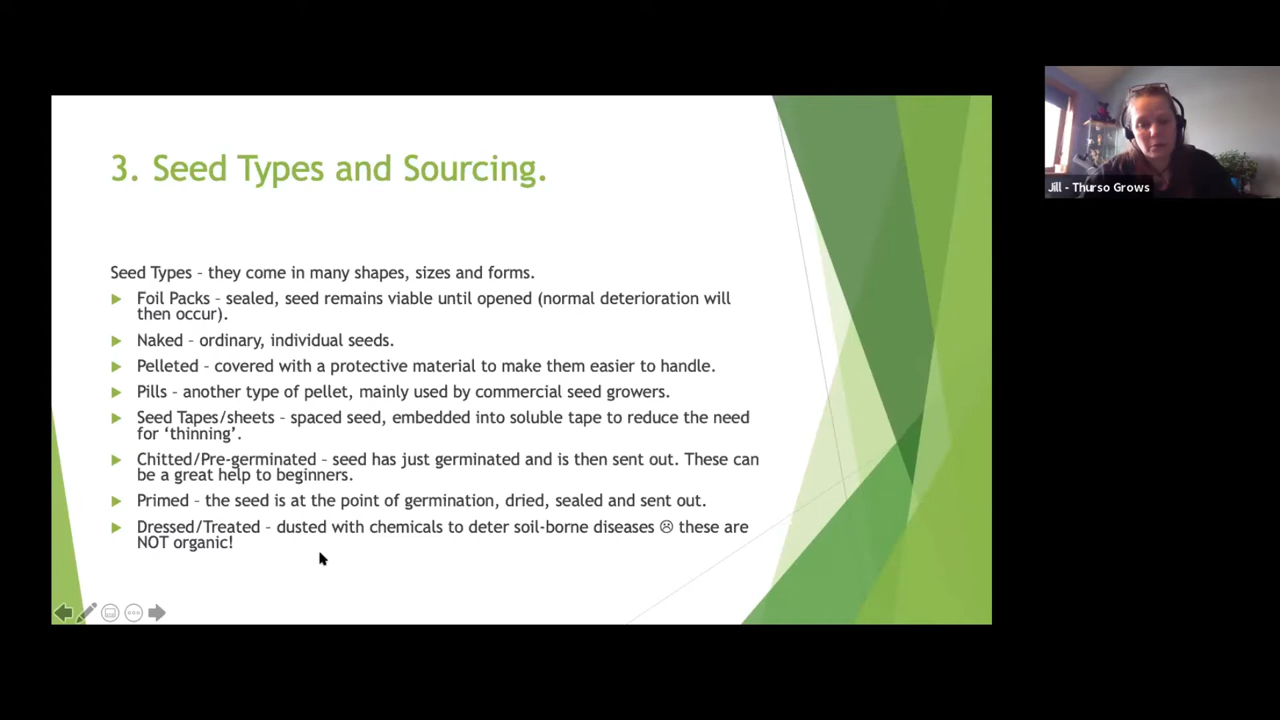 3. Seed Types and Sourcing.
Seed Types – they come in many shapes, sizes and forms.
Foil Packs – sealed, seed remains viable until opened (normal deterioration will
then occur).
Naked – ordinary, individual seeds.
Pelleted – covered with a protective material to make them easier to handle.
Pills – another type of pellet, mainly used by commercial seed growers.
Seed Tapes/sheets – spaced seed, embedded into soluble tape to reduce the need
for ‘thinning’.
Chitted/Pre-germinated – seed has just germinated and is then sent out. These can
be a great help to beginners.
Primed – the seed is at the point of germination, dried, sealed and sent out.
Dressed/Treated – dusted with chemicals to deter soil-borne diseases ☹ these are
NOT organic!
Jill - Thurso Grows